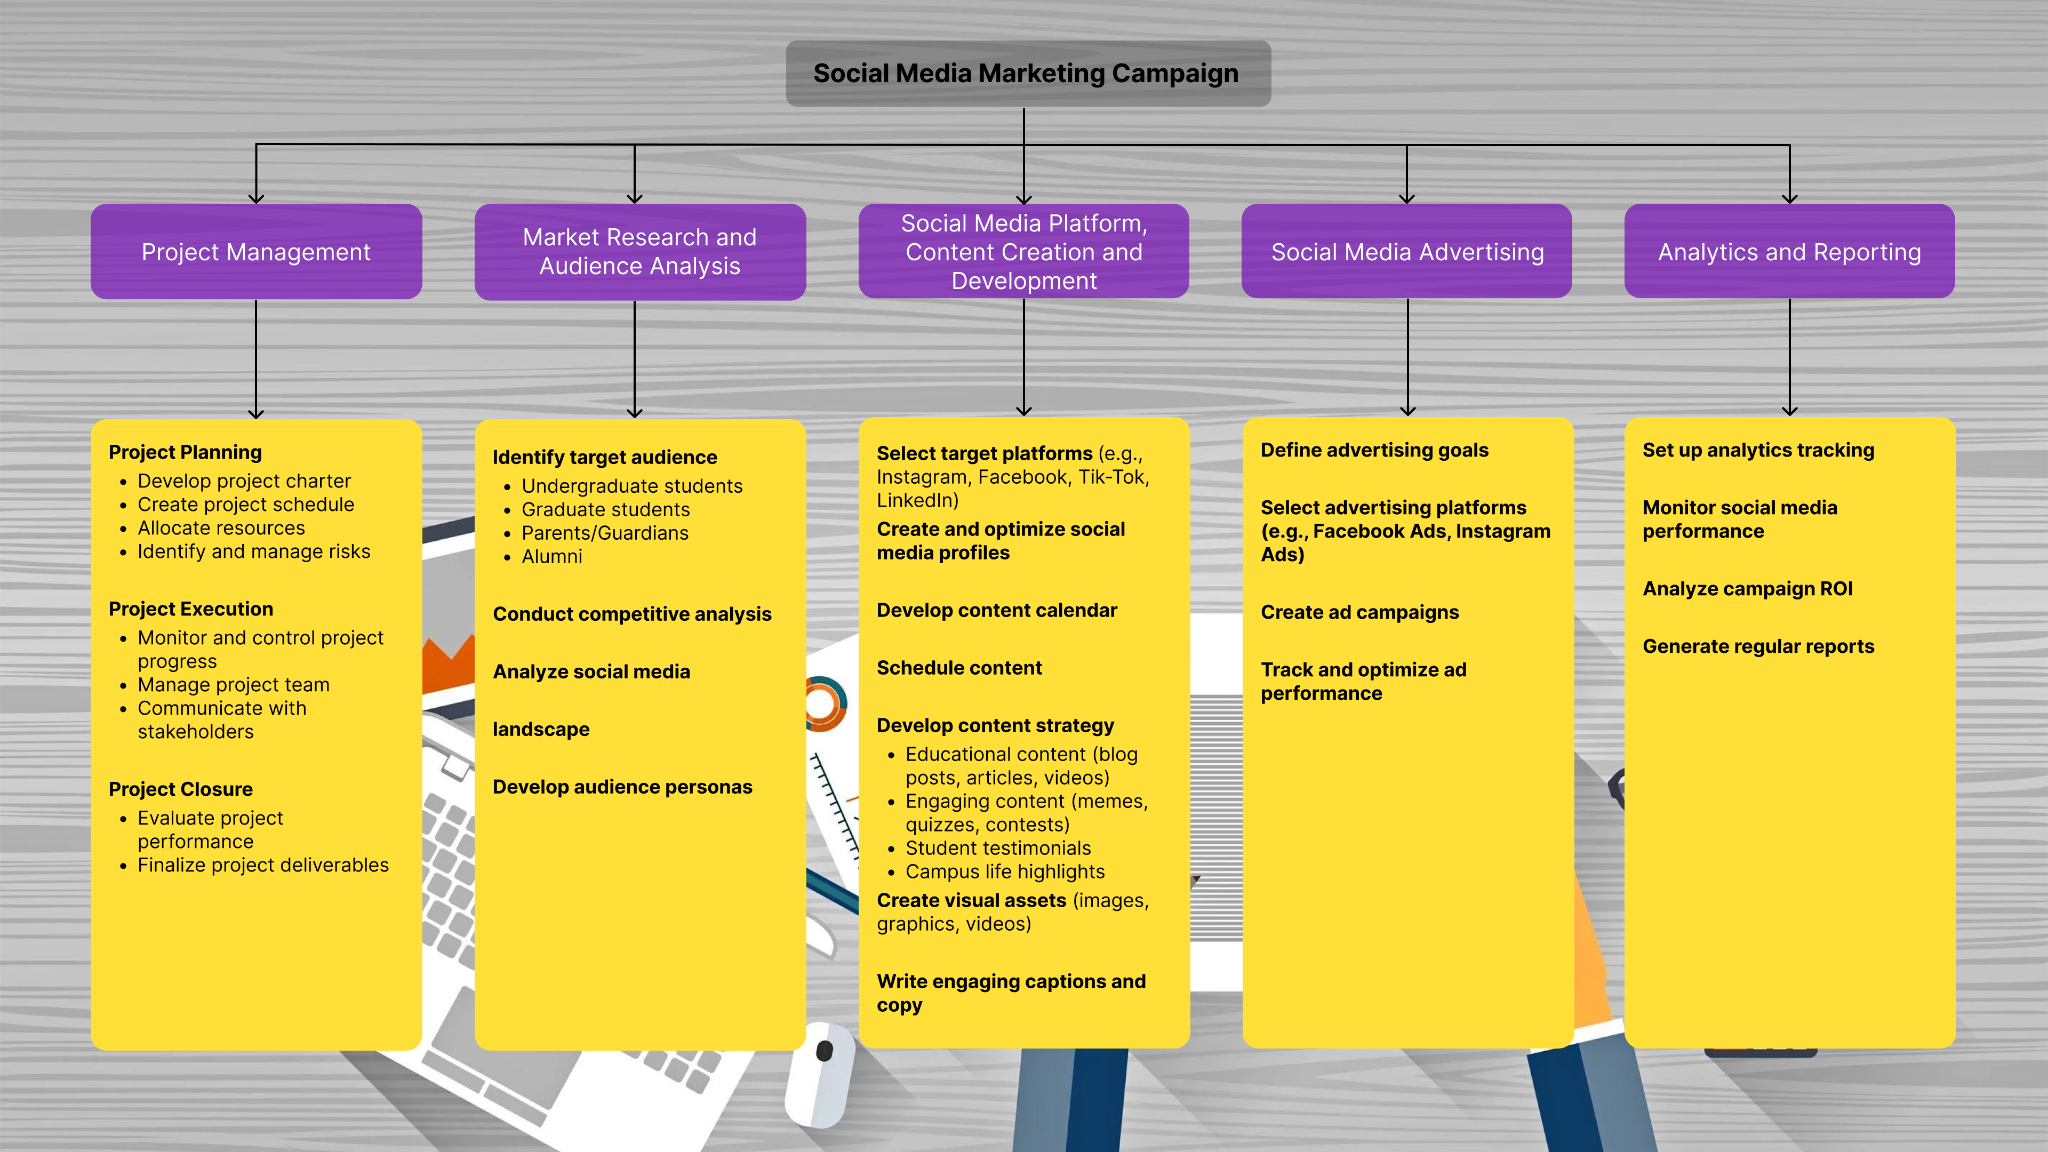 Social Media Marketing Campaign
Project Management
Market Research and
Audience Analysis
Social Media Platform,
Content Creation and
Development
Social Media Advertising
Analytics and Reporting
Project Planning
• Develop project charter
• Create project schedule
• Allocate resources
• Identify and manage risks
Project Execution
• Monitor and control project
progress
• Manage project team
• Communicate with
stakeholders
Project Closure
• Evaluate project
performance
• Finalize project deliverables
Identify target audience
• Undergraduate students
• Graduate students
• Parents/Guardians
• Alumni
Conduct competitive analysis
Analyze social media
landscape
Develop audience personas
Select target platforms (e.g.,
Instagram, Facebook, Tik-Tok,
LinkedIn)
Create and optimize social
media profiles
Develop content calendar
Schedule content
Develop content strategy
• Educational content (blog
posts, articles, videos)
• Engaging content (memes,
quizzes, contests)
• Student testimonials
• Campus life highlights
Create visual assets (images,
graphics, videos)
Write engaging captions and
copy
Define advertising goals
Select advertising platforms
(e.g., Facebook Ads, Instagram
Ads)
Create ad campaigns
Track and optimize ad
performance
Set up analytics tracking
Monitor social media
performance
Analyze campaign ROI
Generate regular reports